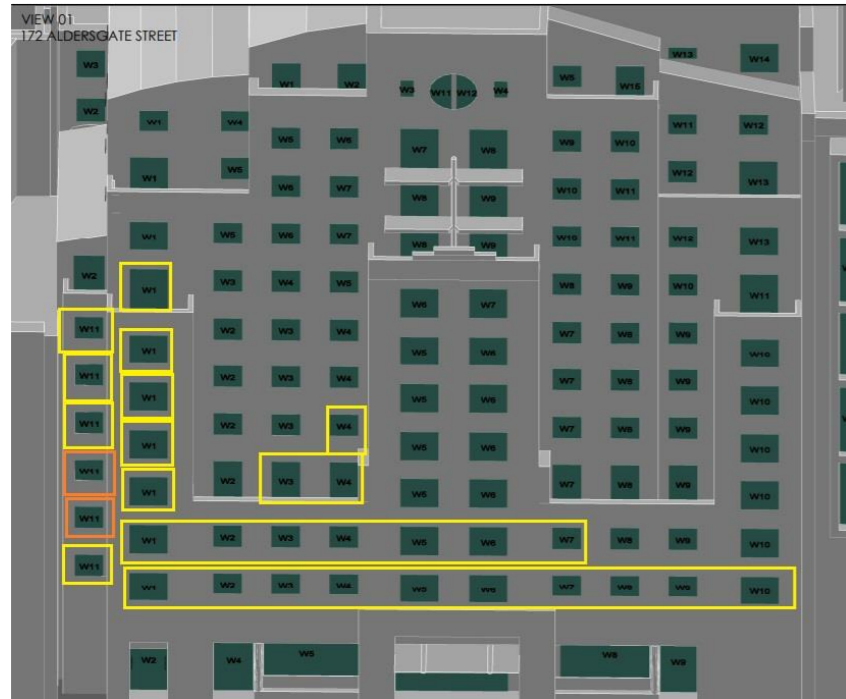 VIEW 01
172 ALDERSGATE STREET
W3 W13 W14
W1 W2 W5 W15
W3 W11 W12 W4
W2 W1 W4 W11 W12
W5 W6 W7 W8 W9 W10
W1 W5 W12 W13
W6 W7 W8 W9 W10 W11
W1 W5 W6 W7 W8 W9 W10 W11 W12 W13
W2 W1 W3 W4 W5 W8 W9 W10 W11
W6 W7
W11 W2 W3 W4 W7 W8 W9
W1 W5 W6 W10
W11 W2 W3 W4 W7 W8 W9
W1 W5 W6 W10
W11 W2 W3 W4 W7 W8 W9
W1 W5 W6 W10
W11 W2 W3 W4 W7 W8 W9
W1 W5 W6 W10
W11 W1 W2 W3 W4 W5 W6 W7 W8 W9 W10
W11 W1 W2 W3 W4 W5 W6 W7 W8 W9 W10
W2 W4 W5 W8 W9